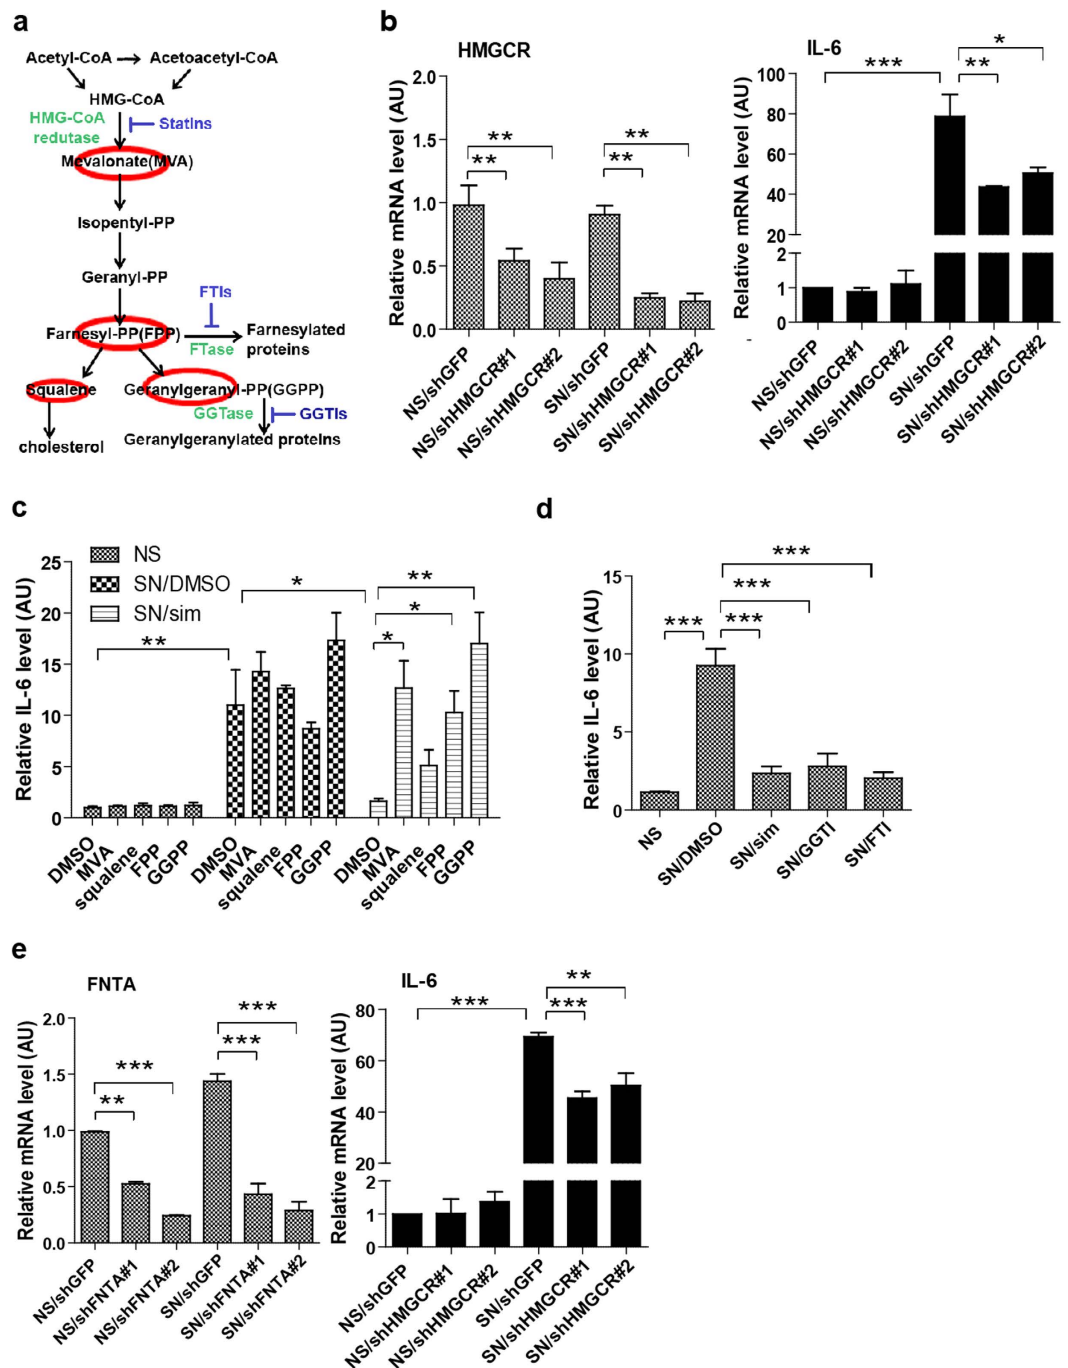 a
Acetyl-CoA
Acetoacetyl-CoA
HMG-CoA
HMG-CoA
redutase
Statins
Mevalonate(MVA)
Isopentyl-PP
Geranyl-PP
FTIs
Farnesyl-PP(FPP)
FTase
Farnesylated
proteins
Squalene
Geranylgeranyl-PP(GGPP)
GGTase
GGTIs
cholesterol
Geranylgeranylated proteins
b
HMGCR
Relative mRNA level (AU)
2.0
1.5
1.0
0.5
0.0
**
**
**
**
NS/shGFP
NS/shHMGCR#1
NS/shHMGCR#2
SN/shGFP
SN/shHMGCR#1
SN/shHMGCR#2
IL-6
Relative mRNA level (AU)
100
80
60
40
20
2
1
0
***
**
*
-
NS/shGFP
NS/shHMGCR#1
NS/shHMGCR#2
SN/shGFP
SN/shHMGCR#1
SN/shHMGCR#2
c
NS
SN/DMSO
SN/sim
Relative IL-6 level (AU)
25
20
15
10
5
0
**
*
**
*
*
DMSO
MVA
squalene
FPP
GGPP
DMSO
MVA
squalene
FPP
GGPP
DMSO
MVA
squalene
FPP
GGPP
d
Relative IL-6 level (AU)
15
10
5
0
***
***
***
***
NS
SN/DMSO
SN/sim
SN/GGTI
SN/FTI
e
FNTA
Relative mRNA level (AU)
2.0
1.5
1.0
0.5
0.0
***
**
***
***
NS/shGFP
NS/shFNTA#1
NS/shFNTA#2
SN/shGFP
SN/shFNTA#1
SN/shFNTA#2
IL-6
Relative mRNA level (AU)
80
60
40
20
2
1
0
***
**
***
NS/shGFP
NS/shHMGCR#1
NS/shHMGCR#2
SN/shGFP
SN/shHMGCR#1
SN/shHMGCR#2